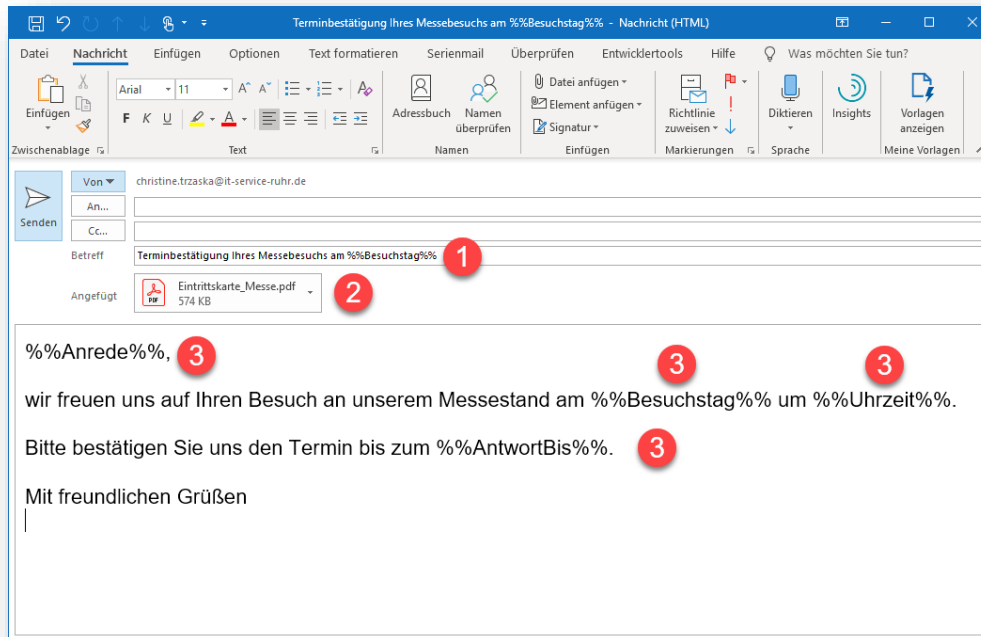 Terminbestätigung Ihres Messebesuchs am %%Besuchstag%% - Nachricht (HTML)
Datei Nachricht Einfügen Optionen Text formatieren Serienmail Überprüfen Entwicklertools Hilfe Was möchten Sie tun?
Einfügen
Arial 11
F K U
Adressbuch
Namen überprüfen
Datei anfügen
Element anfügen
Signatur
Richtlinie zuweisen
Diktieren
Insights
Vorlagen anzeigen
Zwischenablage Text Namen Einfügen Markierungen Sprache Meine Vorlagen
Senden
Von christine.trzaska@it-service-ruhr.de
An...
Cc...
Betreff Terminbestätigung Ihres Messebesuchs am %%Besuchstag%% 1
Angefügt PDF Eintrittskarte_Messe.pdf 2
574 KB
%%Anrede%%, 3
3 3
wir freuen uns auf Ihren Besuch an unserem Messestand am %%Besuchstag%% um %%Uhrzeit%%.
Bitte bestätigen Sie uns den Termin bis zum %%AntwortBis%%. 3
Mit freundlichen Grüßen